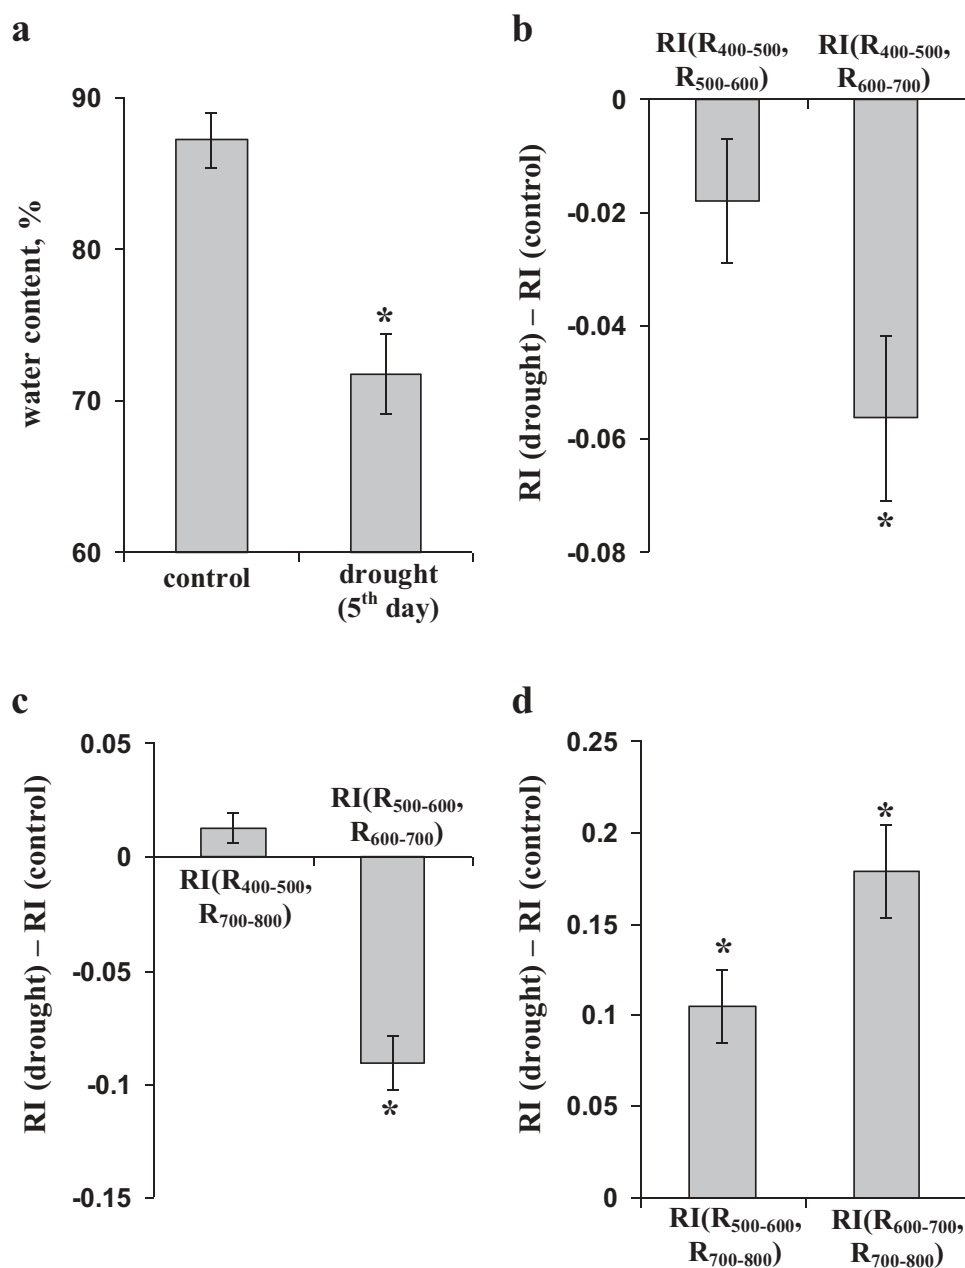 a
water content, %
90
80
70
60
*
control
drought
(5th day)
b
RI(R400-500,
R500-600)
RI(R400-500,
R600-700)
RI (drought) – RI (control)
0
-0.02
-0.04
-0.06
-0.08
*
c
RI (drought) – RI (control)
0.05
0
-0.05
-0.1
-0.15
RI(R400-500,
R700-800)
RI(R500-600,
R600-700)
*
d
RI (drought) – RI (control)
0.25
0.2
0.15
0.1
0.05
0
*
*
RI(R500-600,
R700-800)
RI(R600-700,
R700-800)